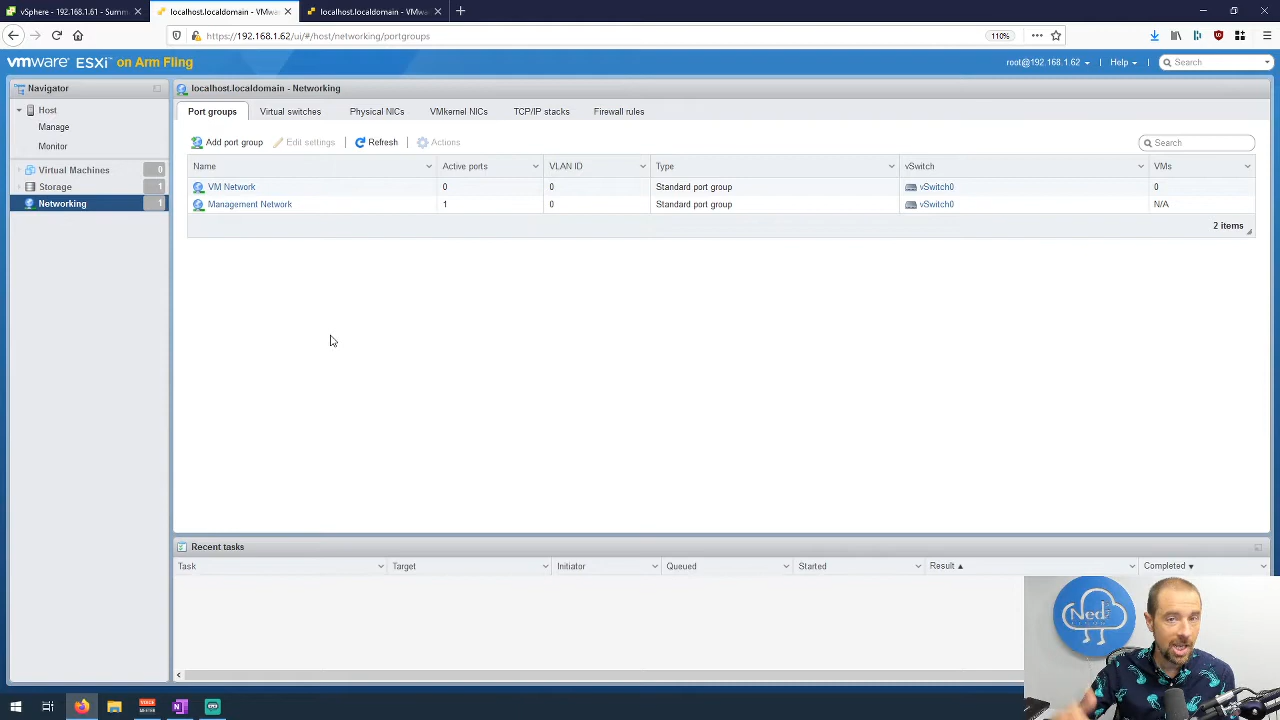 vSphere - 192.168.1.61 - Summ
localhost.localdomain - VMwa
localhost.localdomain - VMwa
https://192.168.1.62/ui/#/host/networking/portgroups
110%
vmware ESXi on Arm Fling
root@192.168.1.62
Help
Search
Navigator
localhost.localdomain - Networking
Host
Manage
Monitor
Virtual Machines 0
Storage 1
Networking 1
Port groups Virtual switches Physical NICs VMkernel NICs TCP/IP stacks Firewall rules
Add port group Edit settings Refresh Actions
Search
Name Active ports VLAN ID Type vSwitch VMs
VM Network 0 0 Standard port group vSwitch0 0
Management Network 1 0 Standard port group vSwitch0 N/A
2 items
Recent tasks
Task Target Initiator Queued Started Result Completed
Ned
VOICE
MEETER